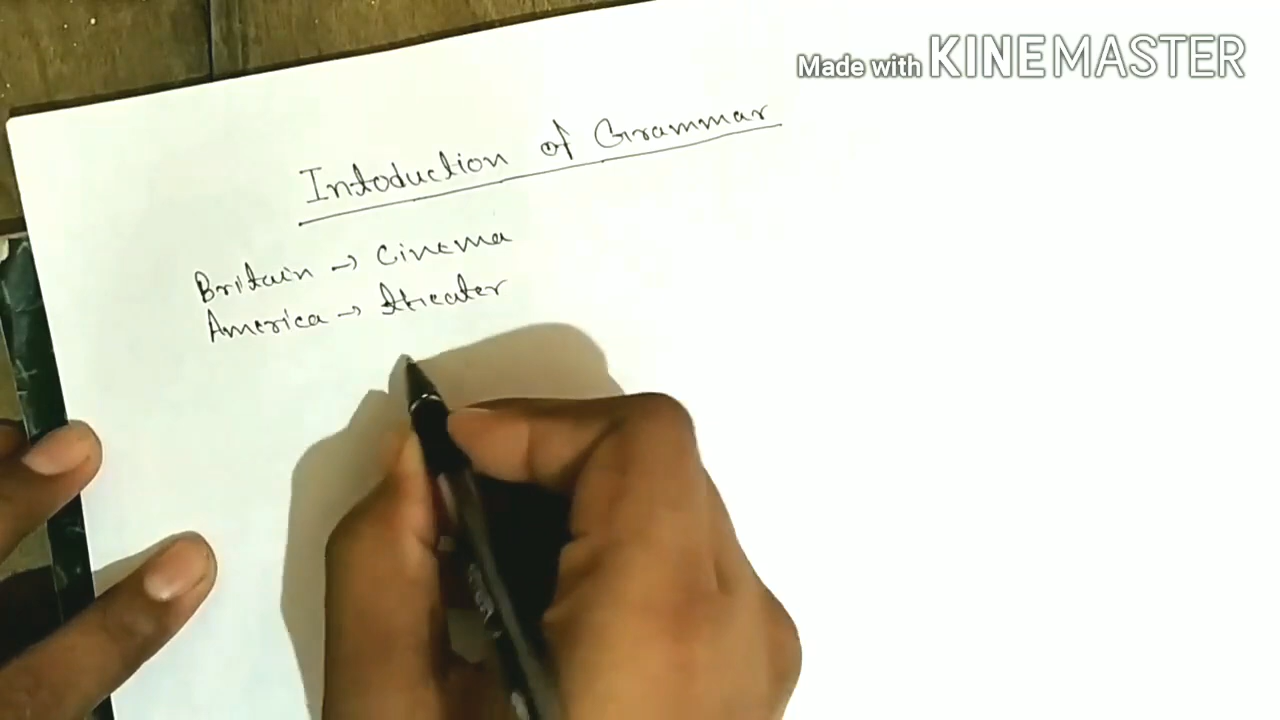 Made with KINEMASTER
Intoduction of Grammar
Britain → Cinema
America → theater